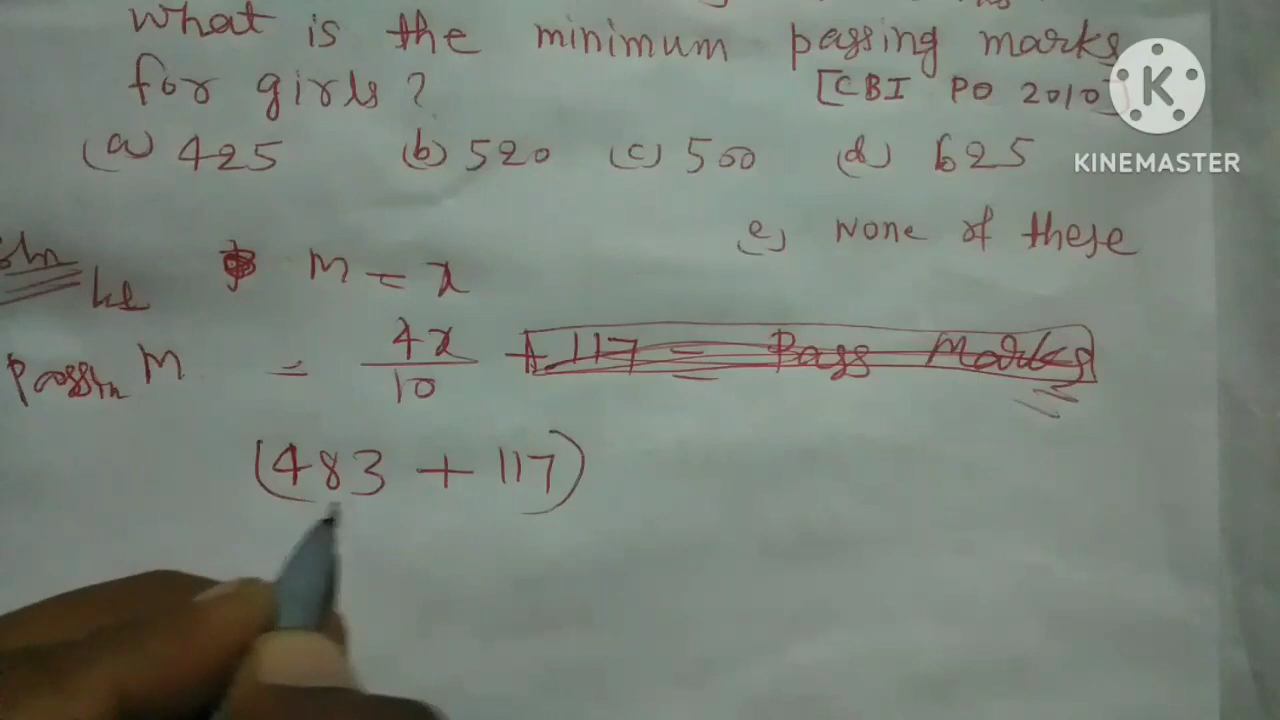 What is the minimum passing marks
for girls ?
[CBI PO 2010]
(a) 425 (b) 520 (c) 500 (d) 625
(e) None of these
KINEMASTER
Soln
M = x
M = 4x/10 + 117 = Pass Marks
(483 + 117)